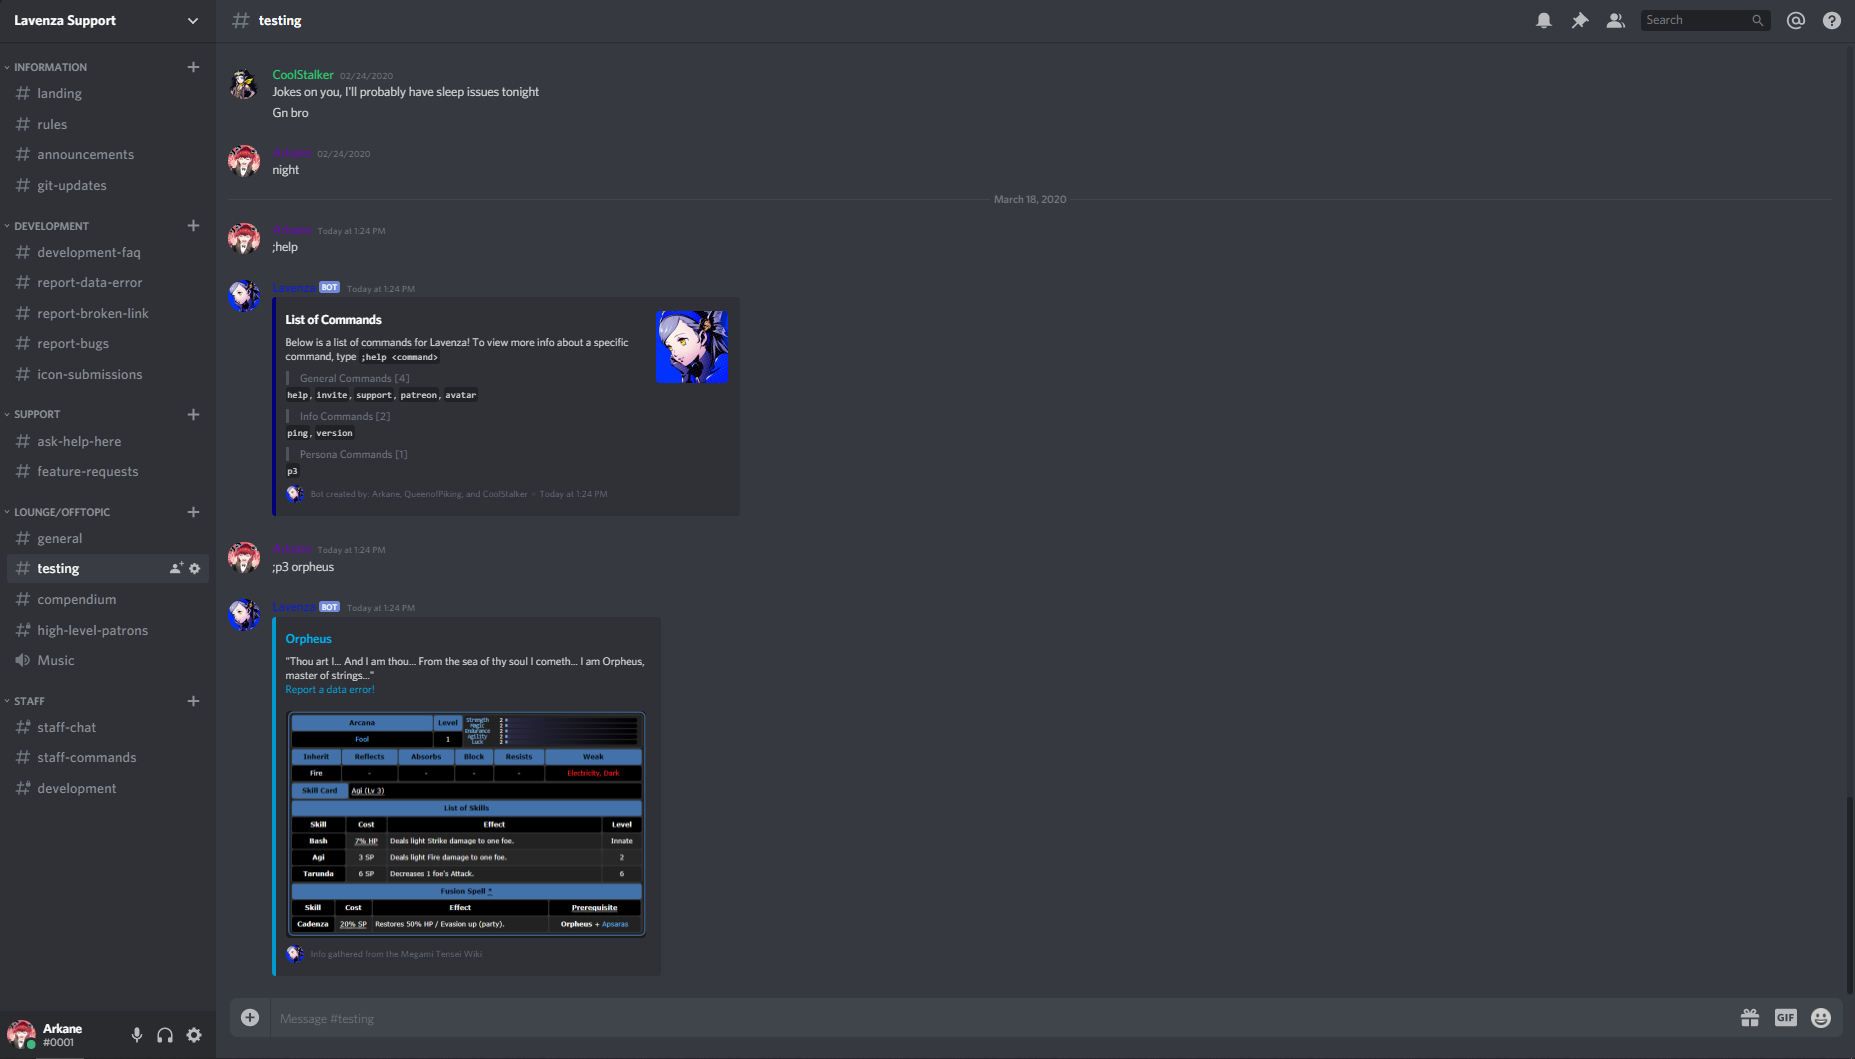 Lavenza Support
# testing
Search
INFORMATION
# landing
# rules
# announcements
# git-updates
DEVELOPMENT
# development-faq
# report-data-error
# report-broken-link
# report-bugs
# icon-submissions
SUPPORT
# ask-help-here
# feature-requests
LOUNGE/OFFTOPIC
# general
# testing
# compendium
# high-level-patrons
Music
STAFF
# staff-chat
# staff-commands
# development
Arkane
#0001
CoolStalker 02/24/2020
Jokes on you, I'll probably have sleep issues tonight
Gn bro
Arkane 02/24/2020
night
March 18, 2020
Arkane Today at 1:24 PM
;help
Lavenza BOT Today at 1:24 PM
List of Commands
Below is a list of commands for Lavenza! To view more info about a specific
command, type ;help <command>
General Commands [4]
help, invite, support, patreon, avatar
Info Commands [2]
ping, version
Persona Commands [1]
p3
Bot created by: Arkane, QueenofPiking, and CoolStalker • Today at 1:24 PM
Arkane Today at 1:24 PM
;p3 orpheus
Lavenza BOT Today at 1:24 PM
Orpheus
"Thou art I... And I am thou... From the sea of thy soul I cometh... I am Orpheus,
master of strings..."
Report a data error!
Arcana Level
Strength 2
Magic 2
Endurance 2
Agility 2
Luck 2
Fool 1
Inherit Reflects Absorbs Block Resists Weak
Fire - - - - Electricity, Dark
Skill Card Agi (Lv 3)
List of Skills
Skill Cost Effect Level
Bash 7% HP Deals light Strike damage to one foe. Innate
Agi 3 SP Deals light Fire damage to one foe. 2
Tarunda 6 SP Decreases 1 foe's Attack. 6
Fusion Spell *
Skill Cost Effect Prerequisite
Cadenza 20% SP Restores 50% HP / Evasion up (party). Orpheus + Apsaras
Info gathered from the Megami Tensei Wiki
Message #testing
GIF